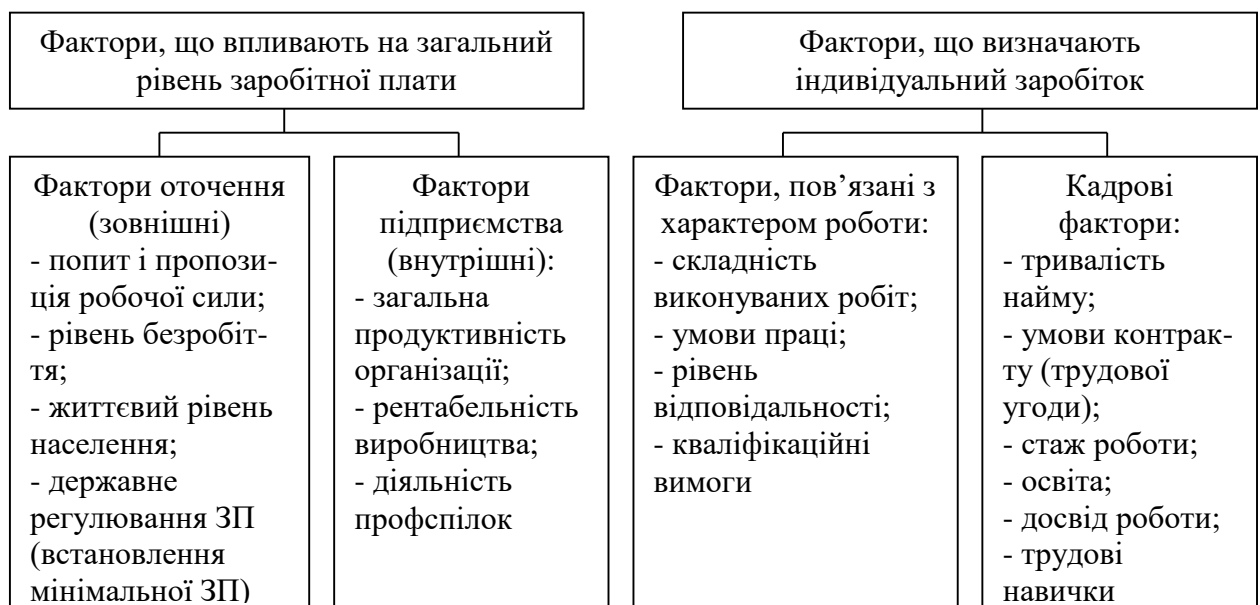 Фактори, що впливають на загальний
рівень заробітної плати
Фактори, що визначають
індивідуальний заробіток
Фактори оточення
(зовнішні)
- попит і пропози-
ція робочої сили;
- рівень безробіт-
тя;
- життєвий рівень
населення;
- державне
регулювання ЗП
(встановлення
мінімальної ЗП)
Фактори
підприємства
(внутрішні):
- загальна
продуктивність
організації;
- рентабельність
виробництва;
- діяльність
профспілок
Фактори, пов’язані з
характером роботи:
- складність
виконуваних робіт;
- умови праці;
- рівень
відповідальності;
- кваліфікаційні
вимоги
Кадрові
фактори:
- тривалість
найму;
- умови контрак-
ту (трудової
угоди);
- стаж роботи;
- освіта;
- досвід роботи;
- трудові
навички